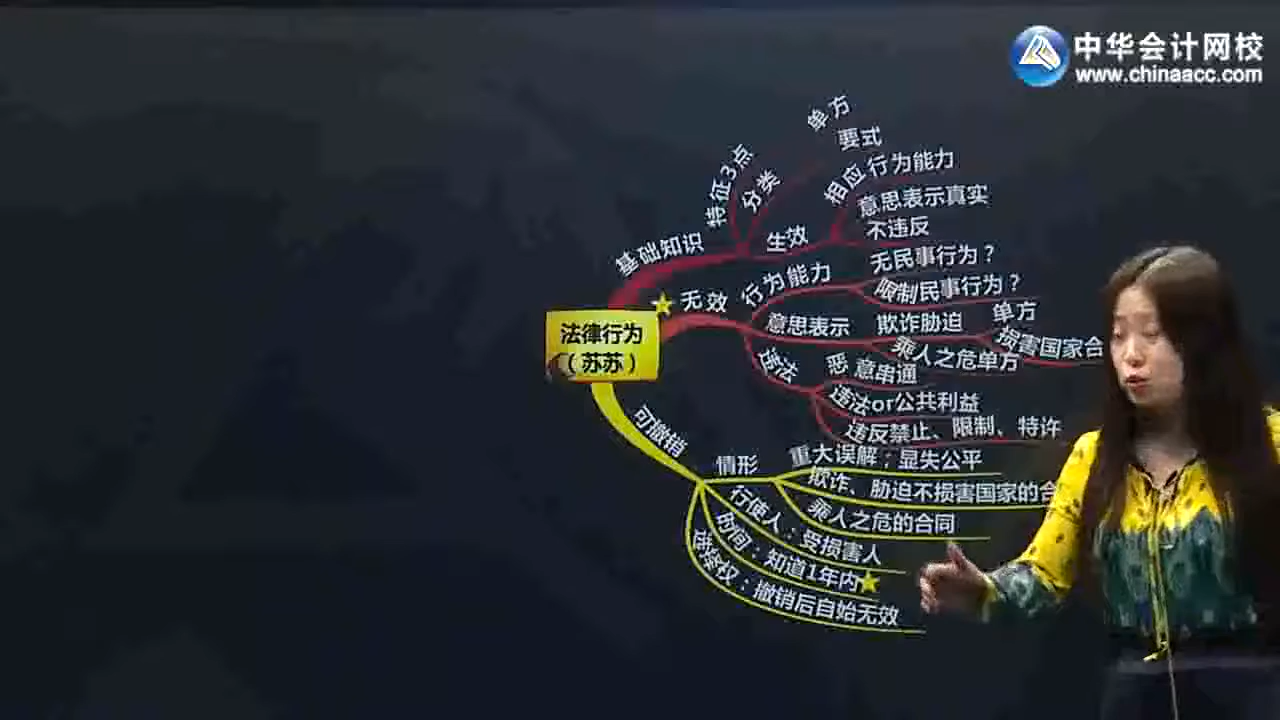 中华会计网校
www.chinaacc.com
法律行为
（苏苏）
基础知识
特征3点
分类
单方
要式
生效
相应行为能力
意思表示真实
不违反
无效
行为能力
无民事行为？
限制民事行为？
意思表示
欺诈胁迫
单方
损害国家合
乘人之危单方
违法
恶意串通
违法or公共利益
违反禁止、限制、特许
可撤销
情形
重大误解；显失公平
欺诈、胁迫不损害国家的合
乘人之危的合同
行使人：受损害人
时间：知道1年内
选择权：撤销后自始无效